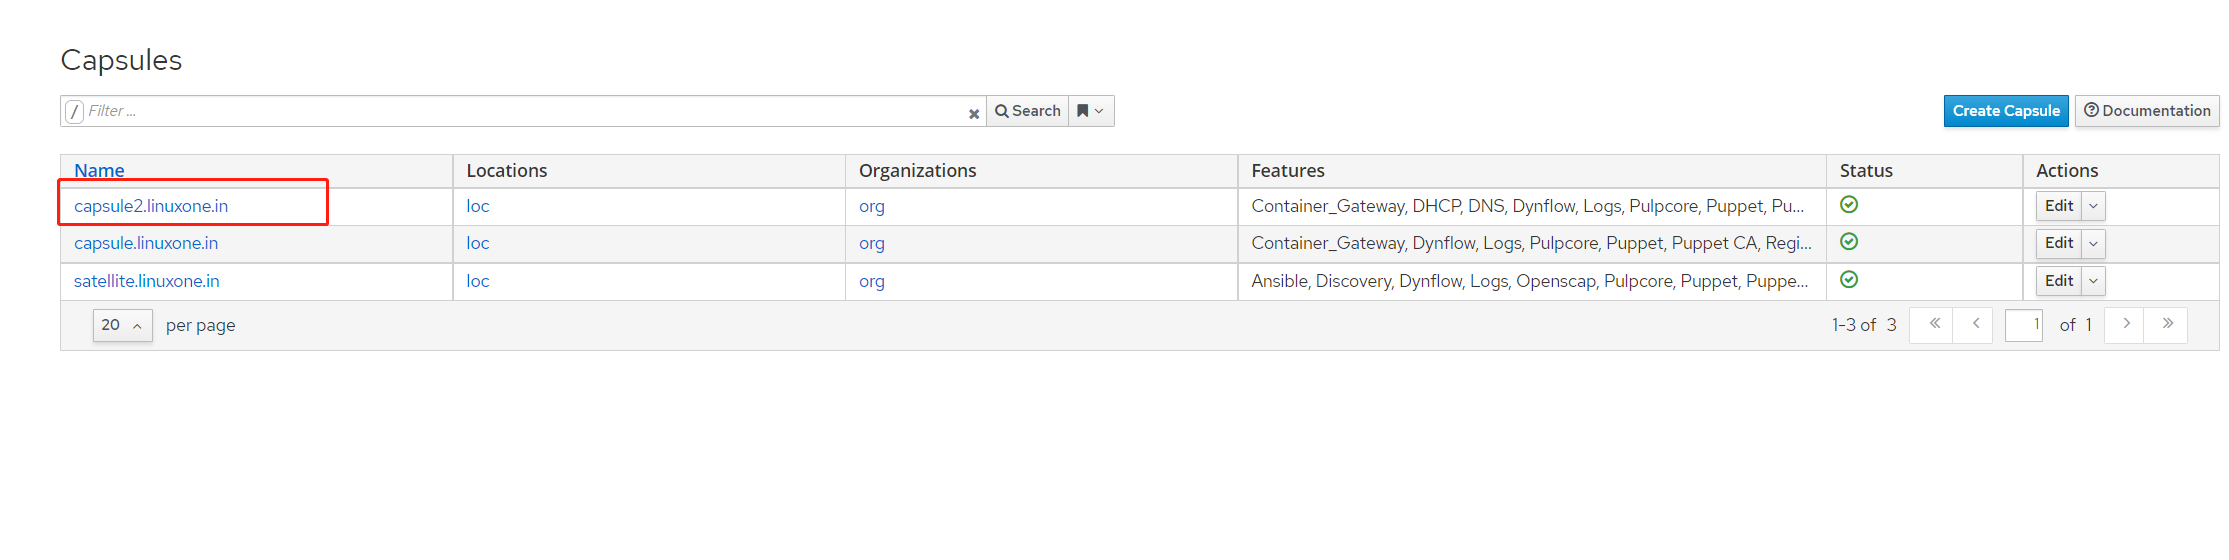 Capsules
/ Filter ... Search Create Capsule Documentation
Name Locations Organizations Features Status Actions
capsule2.linuxone.in loc org Container_Gateway, DHCP, DNS, Dynflow, Logs, Pulpcore, Puppet, Pu... Edit
capsule.linuxone.in loc org Container_Gateway, Dynflow, Logs, Pulpcore, Puppet, Puppet CA, Regi... Edit
satellite.linuxone.in loc org Ansible, Discovery, Dynflow, Logs, Openscap, Pulpcore, Puppet, Puppe... Edit
20 per page 1-3 of 3 « ‹ 1 of 1 › »